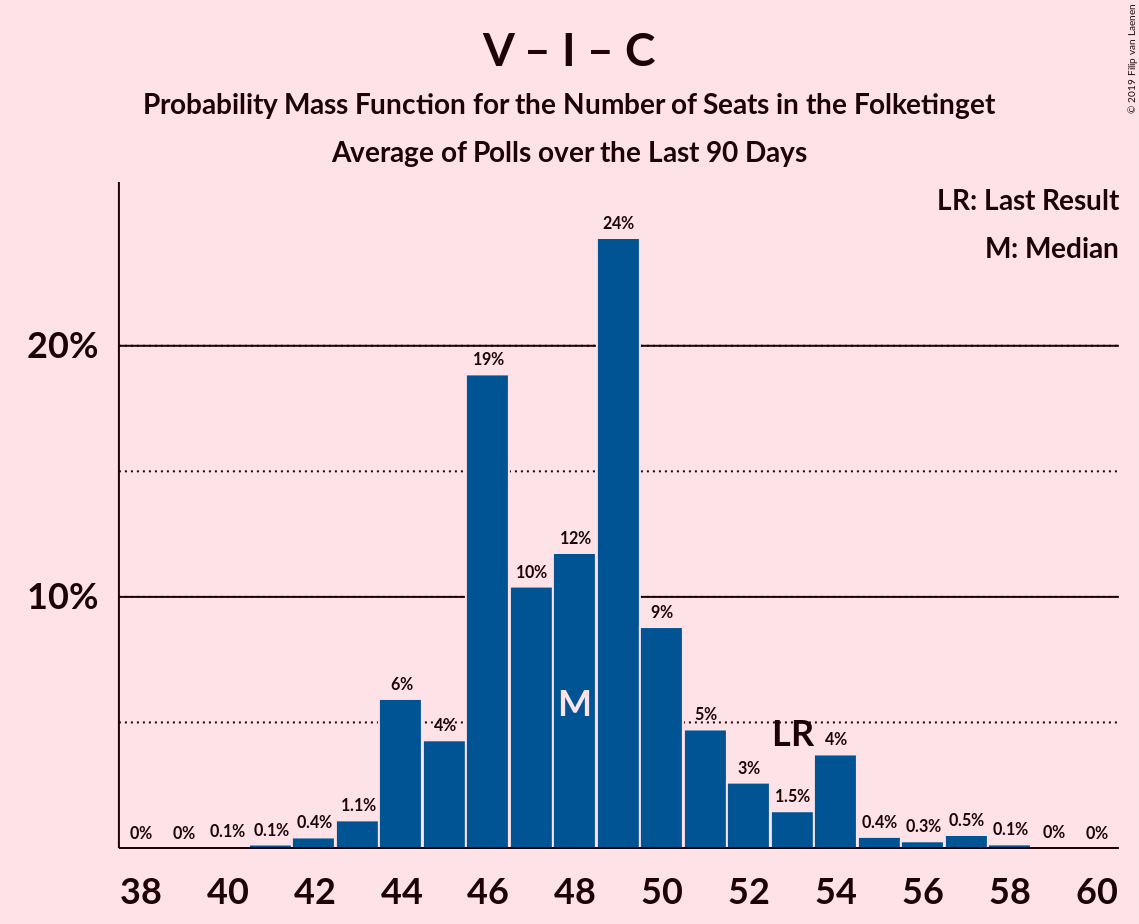 V – I – C
Probability Mass Function for the Number of Seats in the Folketinget
Average of Polls over the Last 90 Days
© 2019 Filip van Laenen
LR: Last Result
M: Median
20%
10%
0%
0%
0.1%
0.1%
0.4%
1.1%
6%
4%
19%
10%
12%
24%
9%
5%
3%
1.5%
4%
0.4%
0.3%
0.5%
0.1%
0%
0%
M
LR
38 40 42 44 46 48 50 52 54 56 58 60